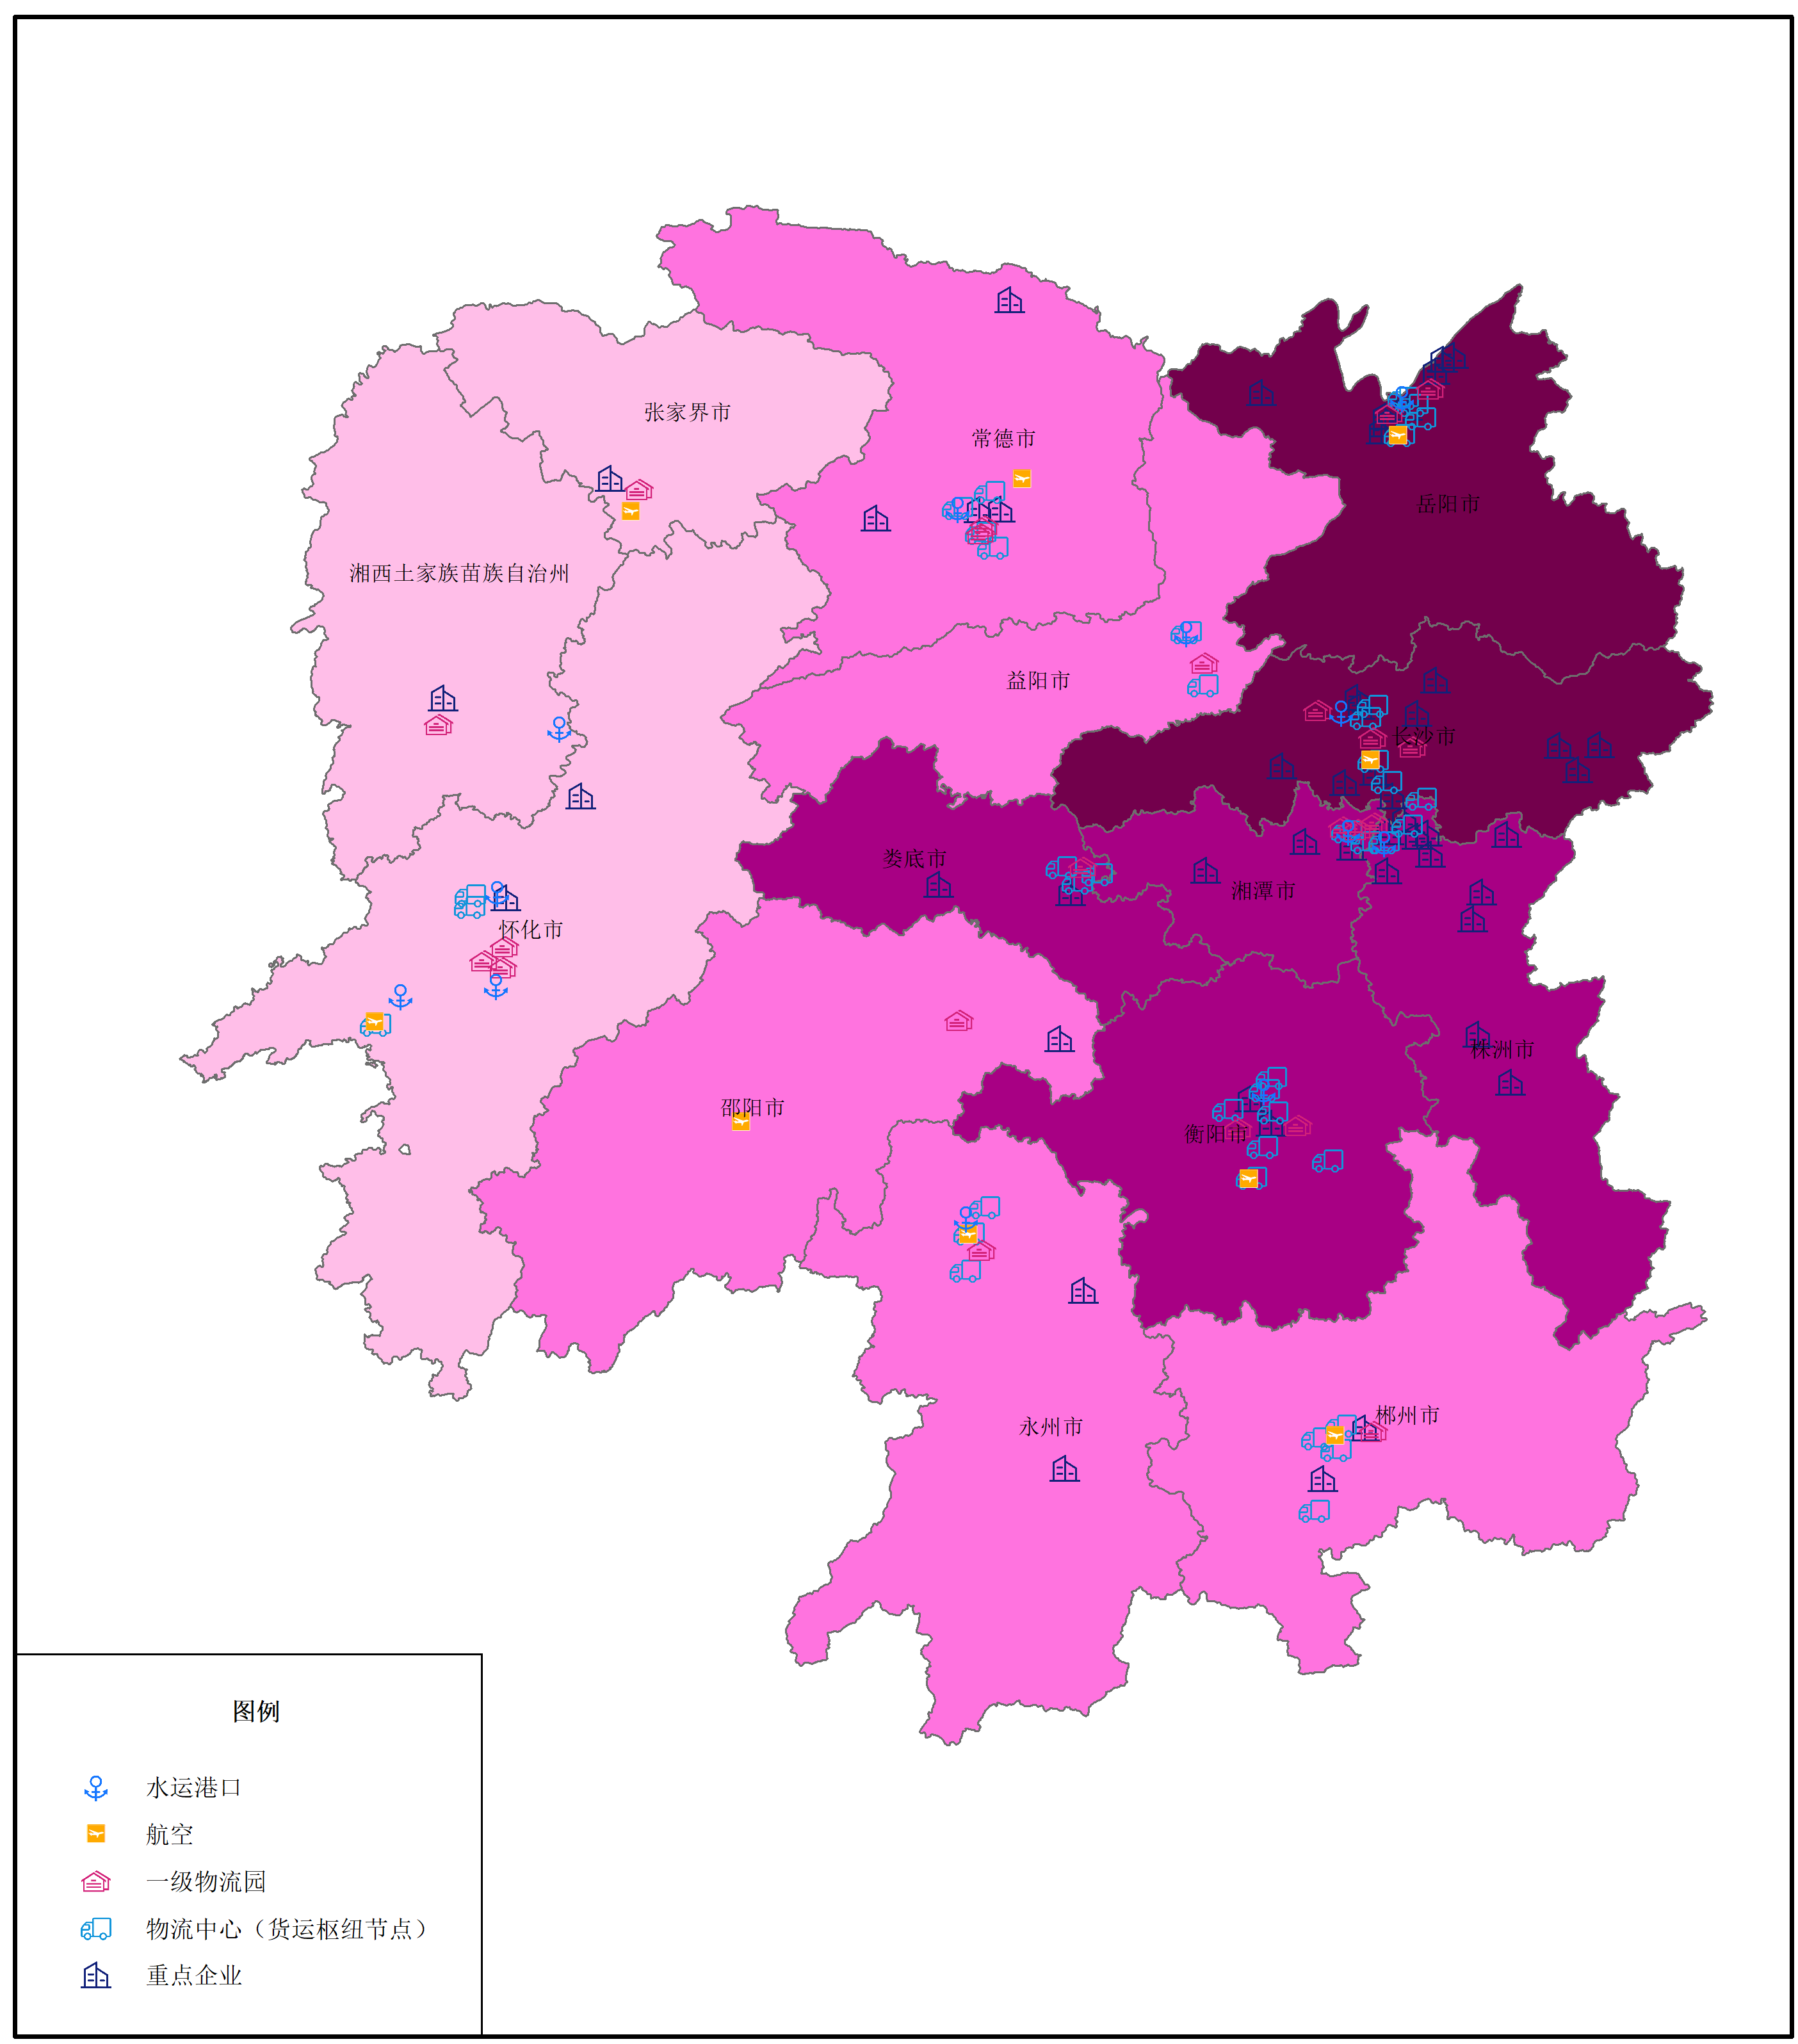 张家界市
常德市
岳阳市
湘西土家族苗族自治州
益阳市
长沙市
娄底市
湘潭市
怀化市
株洲市
邵阳市
衡阳市
郴州市
永州市
图例
水运港口
航空
一级物流园
物流中心（货运枢纽节点）
重点企业